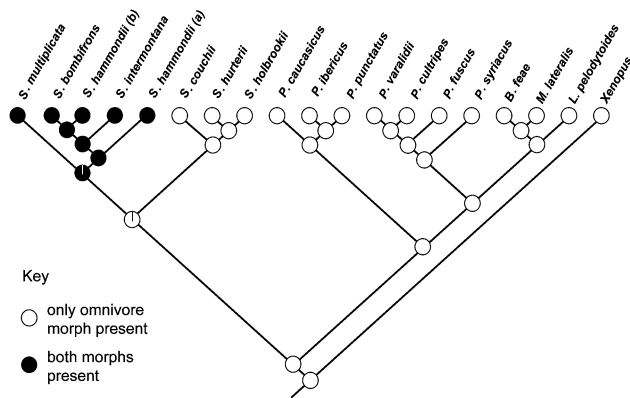 S. multiplicata
S. bombifrons
S. hammondii (b)
S. intermontana
S. hammondii (a)
S. couchii
S. hurterii
S. holbrookii
P. caucasicus
P. ibericus
P. punctatus
P. varalidii
P. cultripes
P. fuscus
P. syriacus
B. feae
M. lateralis
L. pelodytoides
Xenopus
Key
only omnivore
morph present
both morphs
present